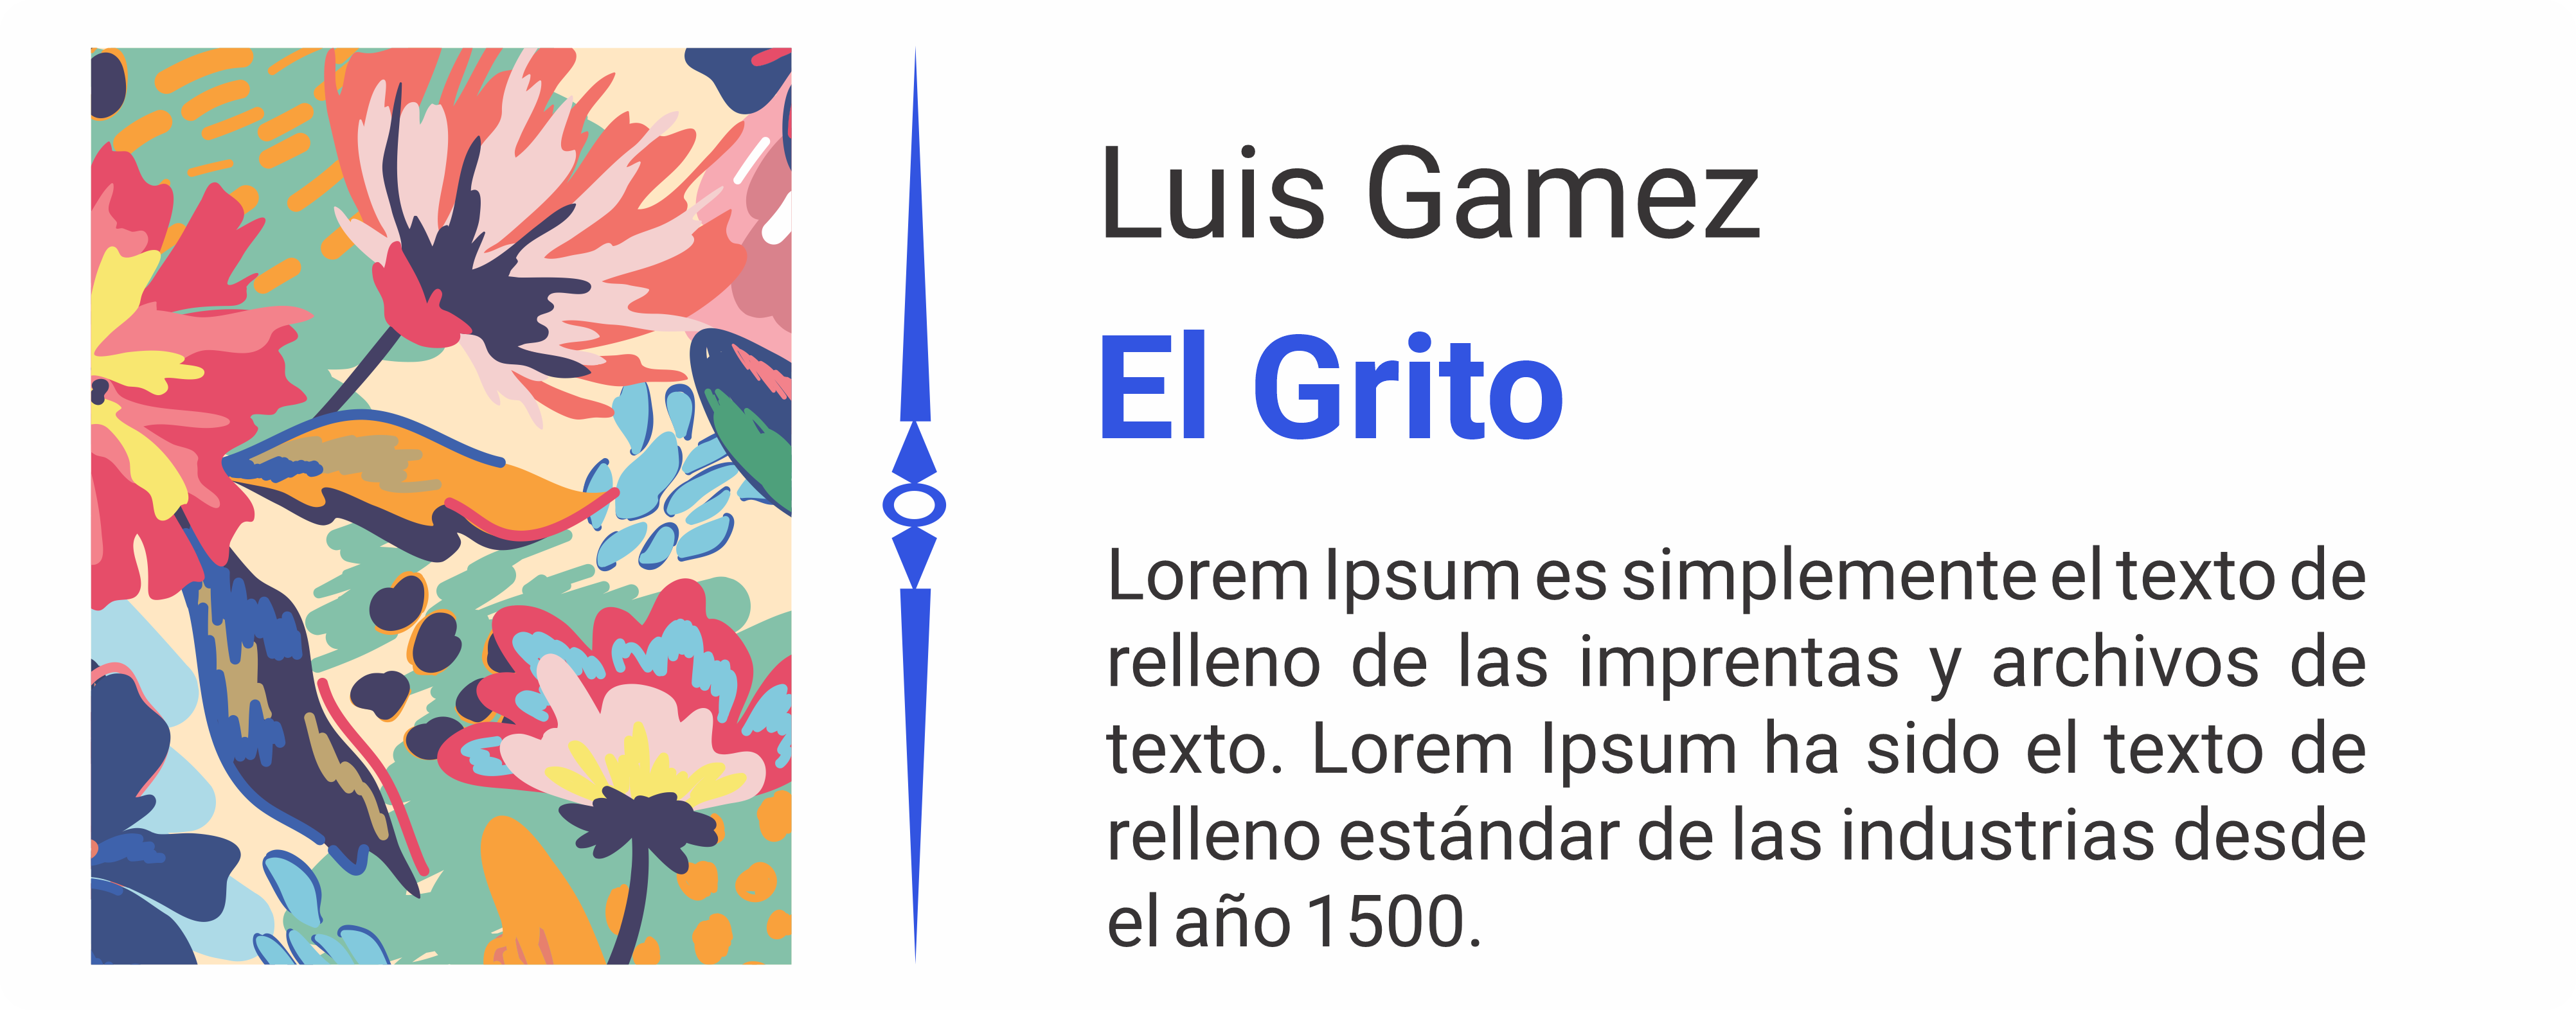 Luis Gamez
El Grito
Lorem Ipsum es simplemente el texto de
relleno de las imprentas y archivos de
texto. Lorem Ipsum ha sido el texto de
relleno estándar de las industrias desde
el año 1500.